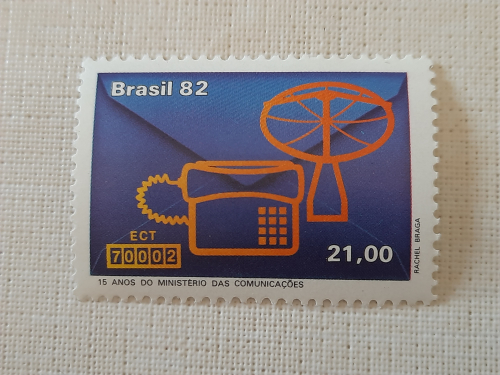 Brasil 82
ECT
70002
21,00
15 ANOS DO MINISTÉRIO DAS COMUNICAÇÕES
RACHEL BRAGA